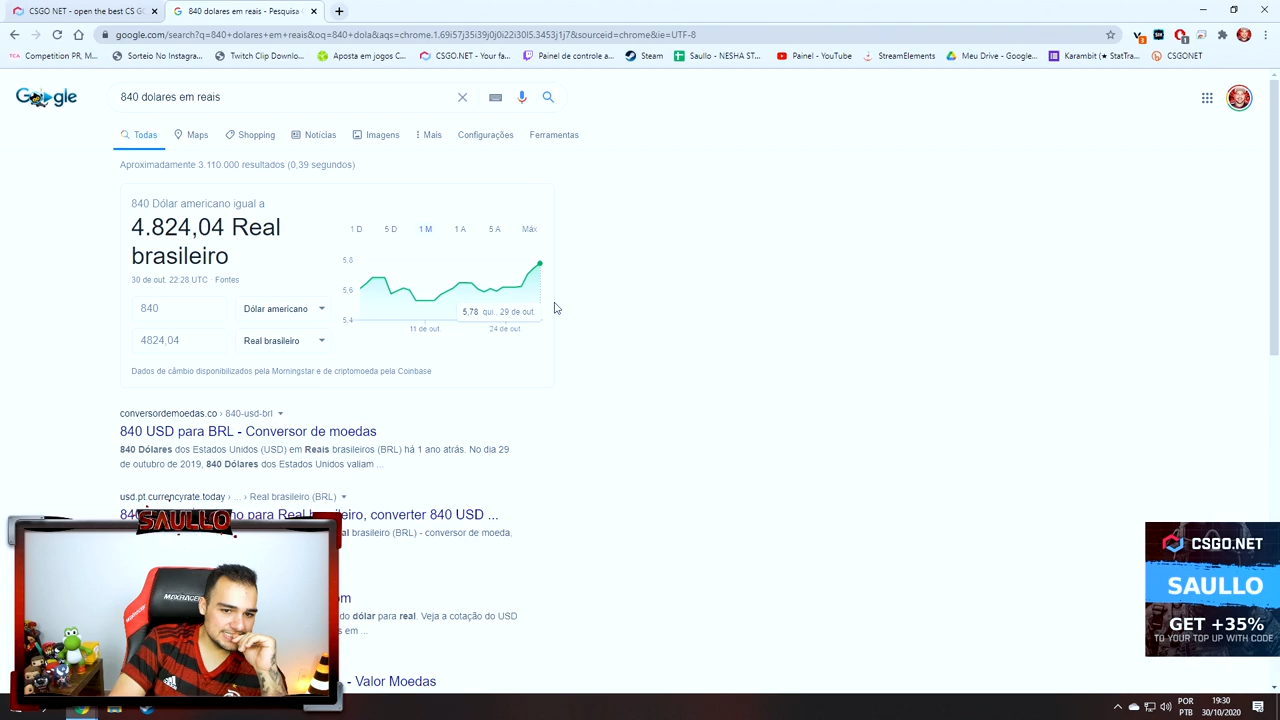 CSGO NET - open the best CS GO
840 dolares em reais - Pesquisa
google.com/search?q=840+dolares+em+reais&oq=840+dola&aqs=chrome.1.69i57j35i39j0j0i22i30l5.3453j1j7&sourceid=chrome&ie=UTF-8
Competition PR_Man...
Sorteio No Instagra...
Twitch Clip Downlo...
Aposta em jogos C...
CSGO.NET - Your fa...
Painel de controle a...
Steam
Saullo - NESHA ST...
Painel - YouTube
StreamElements
Meu Drive - Google...
Karambit (★ StatTra...
CSGONET
Google
840 dolares em reais
Todas
Maps
Shopping
Notícias
Imagens
Mais
Configurações
Ferramentas
Aproximadamente 3.110.000 resultados (0,39 segundos)
840 Dólar americano igual a
4.824,04 Real
brasileiro
30 de out. 22:28 UTC · Fontes
840
Dólar americano
4824,04
Real brasileiro
1 D
5 D
1 M
1 A
5 A
Máx
5,8
5,6
5,4
5,78 qui., 29 de out.
11 de out.
24 de out
Dados de câmbio disponibilizados pela Morningstar e de criptomoeda pela Coinbase
conversordemoedas.co › 840-usd-brl
840 USD para BRL - Conversor de moedas
840 Dólares dos Estados Unidos (USD) em Reais brasileiros (BRL) há 1 ano atrás. No dia 29
de outubro de 2019, 840 Dólares dos Estados Unidos valiam ...
usd.pt.currencyrate.today › ... › Real brasileiro (BRL)
para Real brasileiro, converter 840 USD ...
brasileiro (BRL) - conversor de moeda,
om
do dólar para real. Veja a cotação do USD
em ...
- Valor Moedas
SAULLO
MAXRACER
CSGO.NET
SAULLO
GET +35%
TO YOUR TOP UP WITH CODE
POR
PTB
19:30
30/10/2020